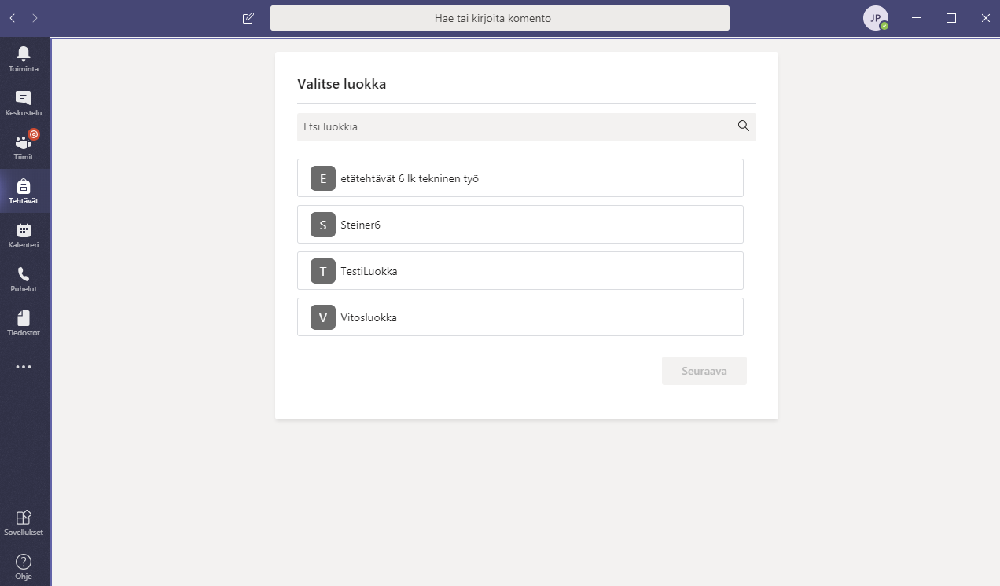 Hae tai kirjoita komento
JP
Toiminta
Keskustelu
@
Tiimit
Tehtävät
Kalenteri
Puhelut
Tiedostot
Sovellukset
?
Ohje
Valitse luokka
Etsi luokkia
E etätehtävät 6 lk tekninen työ
S Steiner6
T TestiLuokka
V Vitosluokka
Seuraava